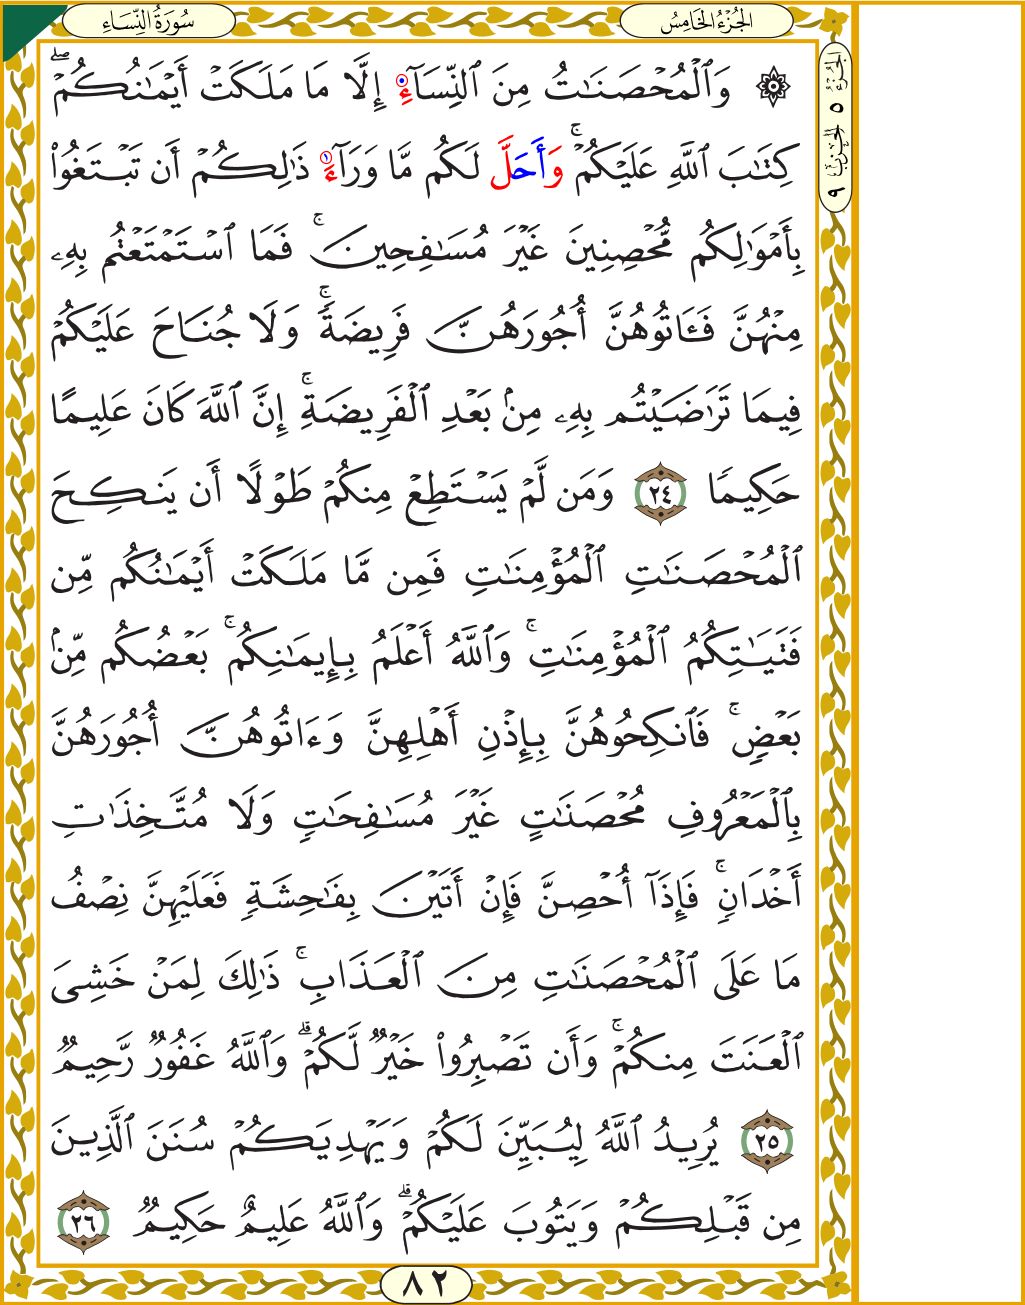 سُورَةُ النِّسَاءِ
الجُزْءُ الخَامِسُ
الجزء ٥ الحزب ٩
۞ وَٱلْمُحْصَنَـٰتُ مِنَ ٱلنِّسَآءِ إِلَّا مَا مَلَكَتْ أَيْمَـٰنُكُمْ ۖ
كِتَـٰبَ ٱللَّهِ عَلَيْكُمْ ۚ وَأَحَلَّ لَكُم مَّا وَرَآءَ ذَٰلِكُمْ أَن تَبْتَغُوا۟
بِأَمْوَٰلِكُم مُّحْصِنِينَ غَيْرَ مُسَـٰفِحِينَ ۚ فَمَا ٱسْتَمْتَعْتُم بِهِۦ
مِنْهُنَّ فَـَٔاتُوهُنَّ أُجُورَهُنَّ فَرِيضَةً ۚ وَلَا جُنَاحَ عَلَيْكُمْ
فِيمَا تَرَٰضَيْتُم بِهِۦ مِنۢ بَعْدِ ٱلْفَرِيضَةِ ۚ إِنَّ ٱللَّهَ كَانَ عَلِيمًا
حَكِيمًا ٢٤ وَمَن لَّمْ يَسْتَطِعْ مِنكُمْ طَوْلًا أَن يَنكِحَ
ٱلْمُحْصَنَـٰتِ ٱلْمُؤْمِنَـٰتِ فَمِن مَّا مَلَكَتْ أَيْمَـٰنُكُم مِّن
فَتَيَـٰتِكُمُ ٱلْمُؤْمِنَـٰتِ ۚ وَٱللَّهُ أَعْلَمُ بِإِيمَـٰنِكُم ۚ بَعْضُكُم مِّنۢ
بَعْضٍ ۚ فَٱنكِحُوهُنَّ بِإِذْنِ أَهْلِهِنَّ وَءَاتُوهُنَّ أُجُورَهُنَّ
بِٱلْمَعْرُوفِ مُحْصَنَـٰتٍ غَيْرَ مُسَـٰفِحَـٰتٍ وَلَا مُتَّخِذَٰتِ
أَخْدَانٍ ۚ فَإِذَآ أُحْصِنَّ فَإِنْ أَتَيْنَ بِفَـٰحِشَةٍ فَعَلَيْهِنَّ نِصْفُ
مَا عَلَى ٱلْمُحْصَنَـٰتِ مِنَ ٱلْعَذَابِ ۚ ذَٰلِكَ لِمَنْ خَشِىَ
ٱلْعَنَتَ مِنكُمْ ۚ وَأَن تَصْبِرُوا۟ خَيْرٌ لَّكُمْ ۗ وَٱللَّهُ غَفُورٌ رَّحِيمٌ
٢٥ يُرِيدُ ٱللَّهُ لِيُبَيِّنَ لَكُمْ وَيَهْدِيَكُمْ سُنَنَ ٱلَّذِينَ
مِن قَبْلِكُمْ وَيَتُوبَ عَلَيْكُمْ ۗ وَٱللَّهُ عَلِيمٌ حَكِيمٌ ٢٦
٨٢